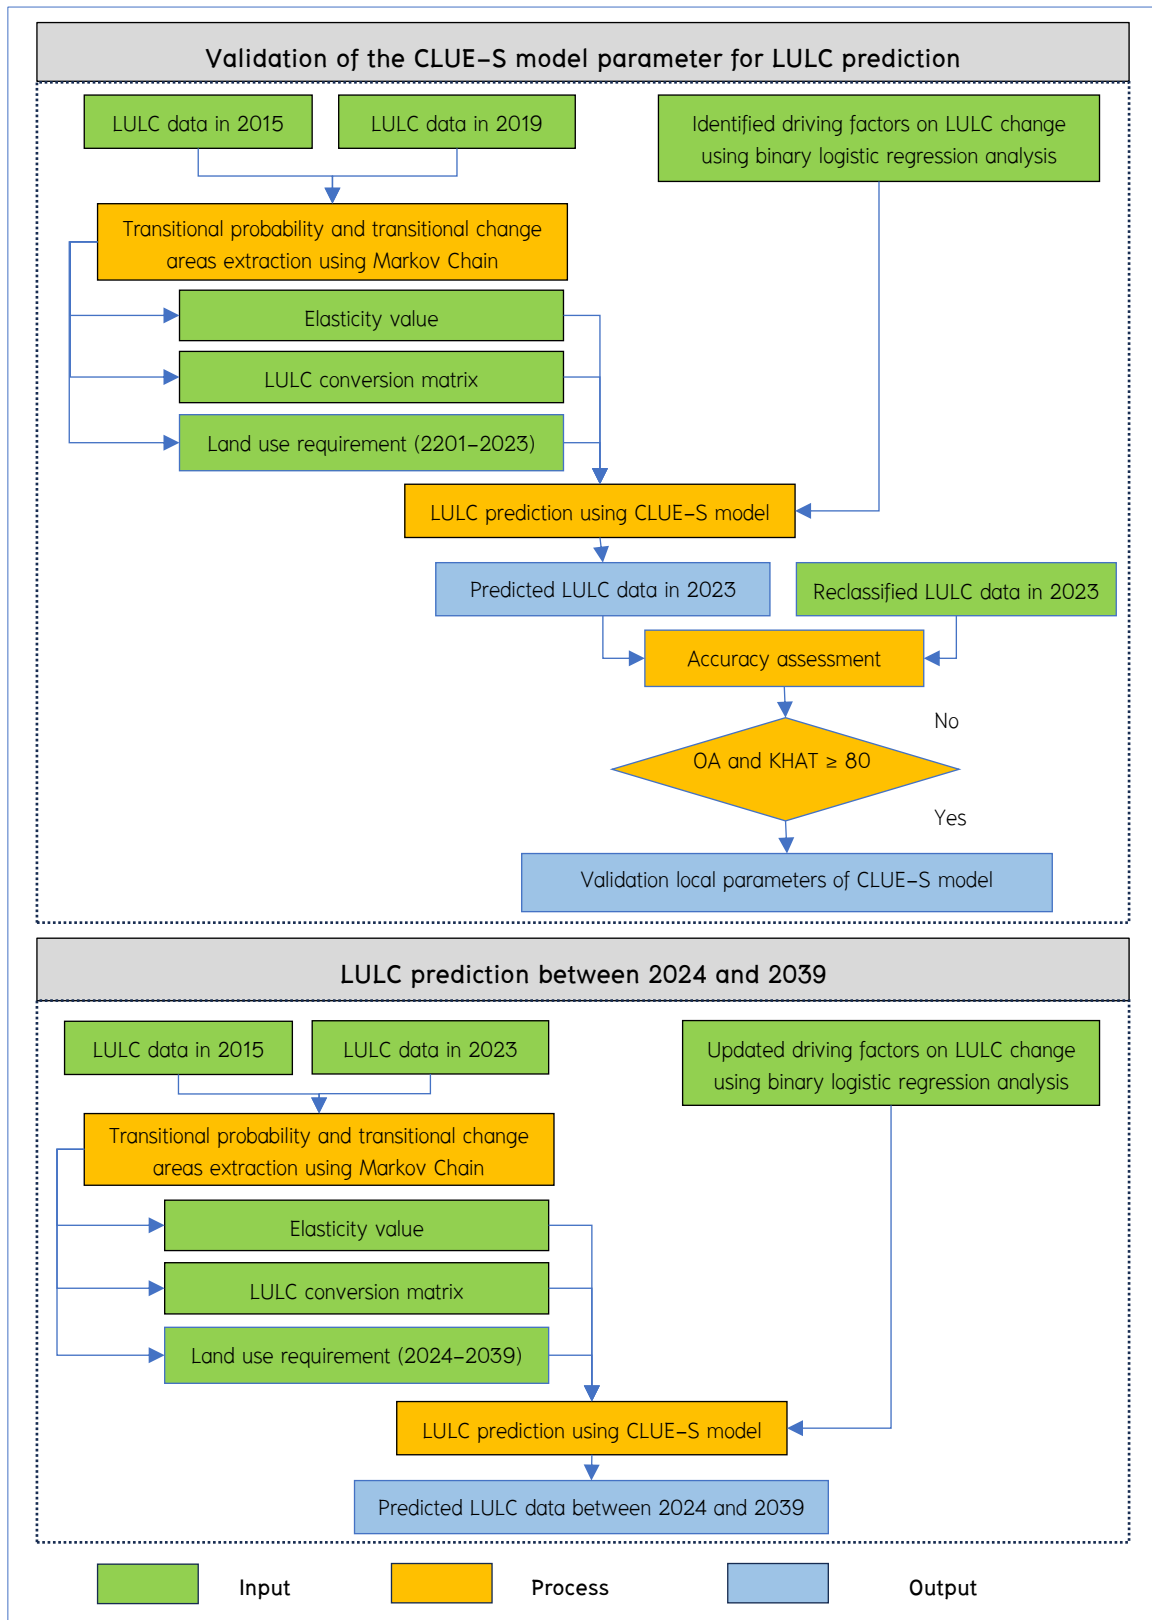 Validation of the CLUE–S model parameter for LULC prediction
LULC data in 2015
LULC data in 2019
Identified driving factors on LULC change
using binary logistic regression analysis
Transitional probability and transitional change
areas extraction using Markov Chain
Elasticity value
LULC conversion matrix
Land use requirement (2201–2023)
LULC prediction using CLUE–S model
Predicted LULC data in 2023
Reclassified LULC data in 2023
Accuracy assessment
No
OA and KHAT ≥ 80
Yes
Validation local parameters of CLUE–S model
LULC prediction between 2024 and 2039
LULC data in 2015
LULC data in 2023
Updated driving factors on LULC change
using binary logistic regression analysis
Transitional probability and transitional change
areas extraction using Markov Chain
Elasticity value
LULC conversion matrix
Land use requirement (2024–2039)
LULC prediction using CLUE–S model
Predicted LULC data between 2024 and 2039
Input
Process
Output